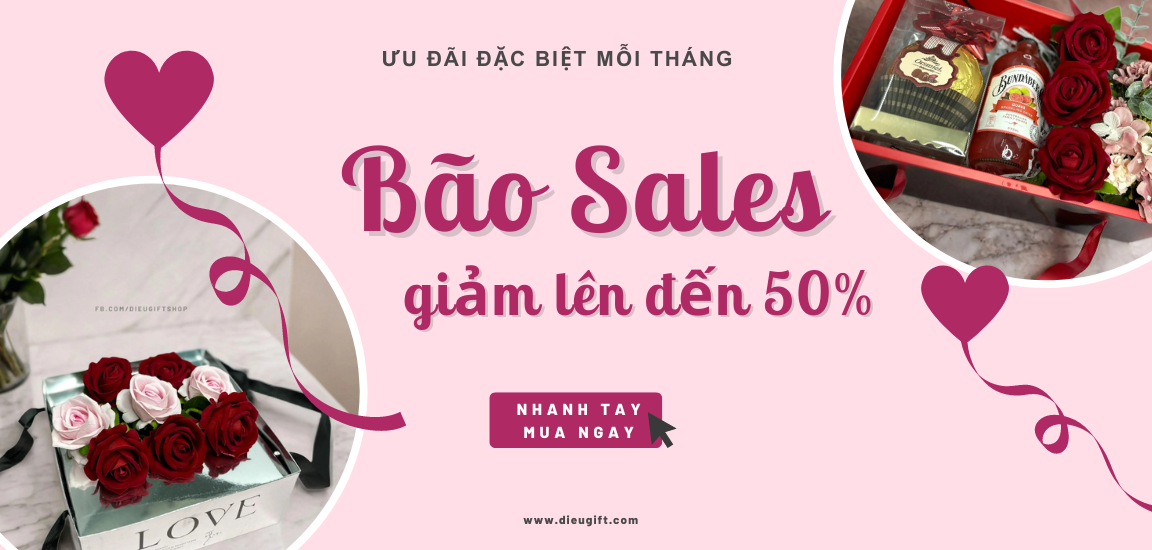 ƯU ĐÃI ĐẶC BIỆT MỖI THÁNG
Bão Sales
giảm lên đến 50%
NHANH TAY
MUA NGAY
www.dieugift.com
FB.COM/DIEUGIFTSHOP
LOVE
BUNDABERG